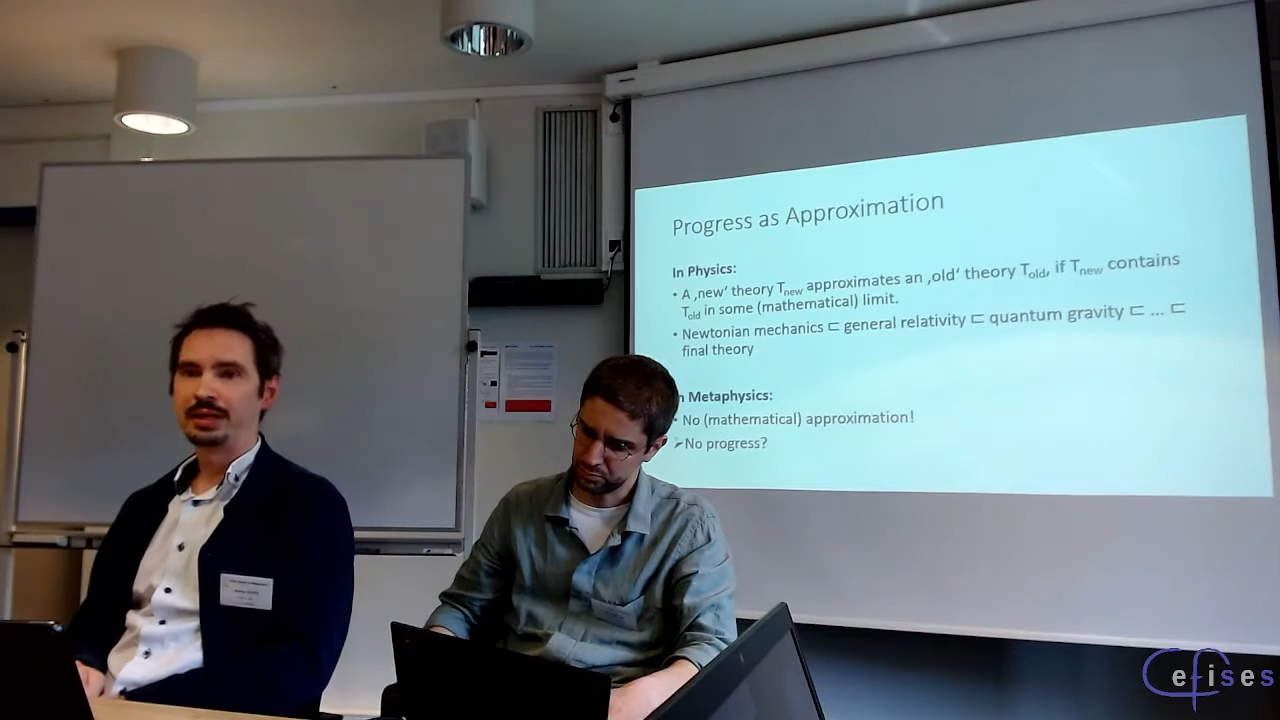 Progress as Approximation
In Physics:
• A ‚new‘ theory Tnew approximates an ‚old‘ theory Told, if Tnew contains
Told in some (mathematical) limit.
• Newtonian mechanics ⊏ general relativity ⊏ quantum gravity ⊏ ... ⊏
final theory
n Metaphysics:
• No (mathematical) approximation!
➢No progress?
efises